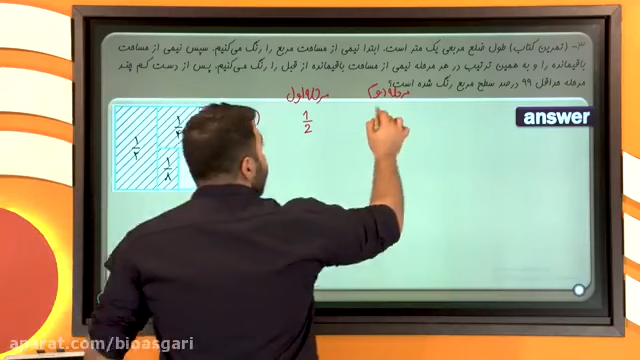 ۳- (تمرین کتاب) طول ضلع مربعی یک متر است. ابتدا نیمی از مساحت مربع را رنگ می‌کنیم. سپس نیمی از مساحت
باقیمانده را و به همین ترتیب در هر مرحله نیمی از مساحت باقیمانده از قبل را رنگ می‌کنیم. پس از دست کم چند
مرحله حداقل ۹۹ درصد سطح مربع رنگ شده است؟
مرحله اول
مرحله دوم
1/2
answer
۱/۲
۱/۸
aparat.com/bioasgari